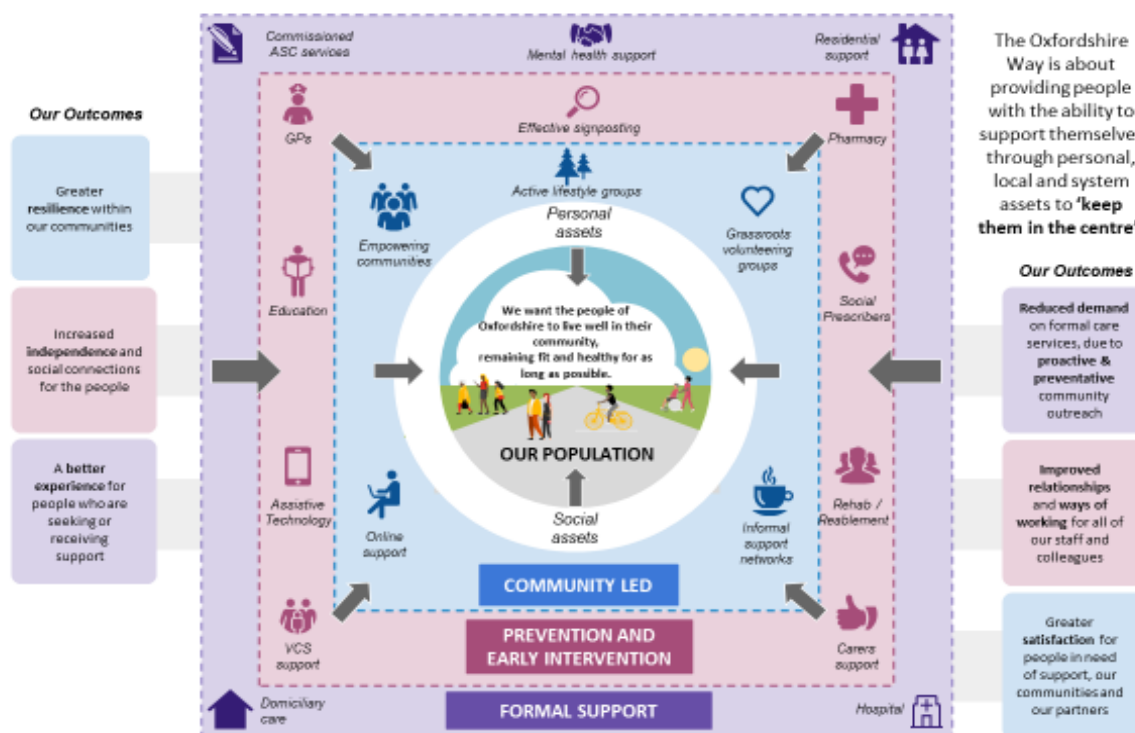 Commissioned
ASC services
Mental health support
Residential
support
The Oxfordshire
Way is about
providing people
with the ability to
support themselve
through personal,
local and system
assets to ‘keep
them in the centre’
Our Outcomes
Greater
resilience within
our communities
Increased
independence and
social connections
for the people
A better
experience for
people who are
seeking or
receiving
support
GPs
Effective signposting
Pharmacy
Education
Social
Prescribers
Assistive
Technology
Rehab /
Reablement
VCS
support
Carers
support
Active lifestyle groups
Empowering
communities
Grassroots
volunteering
groups
Online
support
Informal
support
networks
Personal
assets
We want the people of
Oxfordshire to live well in their
community,
remaining fit and healthy for as
long as possible.
OUR POPULATION
Social
assets
COMMUNITY LED
PREVENTION AND
EARLY INTERVENTION
Domiciliary
care
FORMAL SUPPORT
Hospital
Our Outcomes
Reduced demand
on formal care
services, due to
proactive &
preventative
community
outreach
Improved
relationships
and ways of
working for all of
our staff and
colleagues
Greater
satisfaction for
people in need
of support, our
communities and
our partners